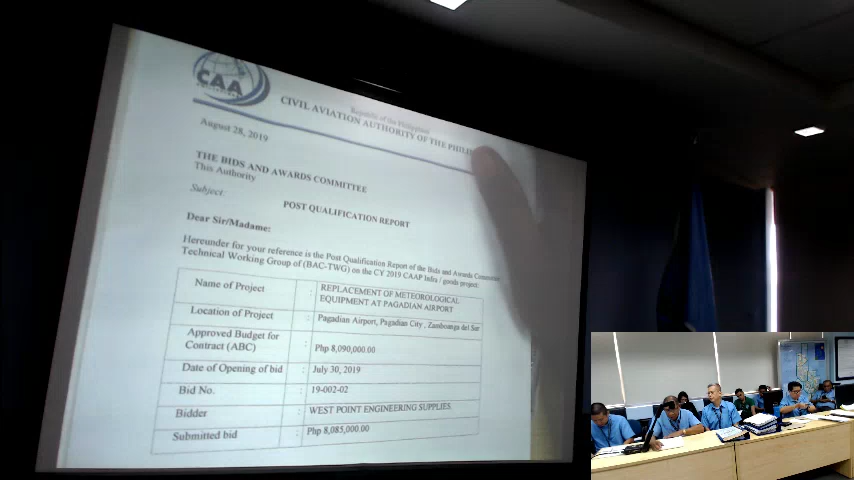 CAA
Republic of the Philippines
CIVIL AVIATION AUTHORITY OF THE
August 28, 2019
THE BIDS AND AWARDS COMMITTEE
This Authority
Subject:
POST QUALIFICATION REPORT
Dear Sir/Madame:
Hereunder for your reference is the Post Qualification Report of the Bids and Awards Committee
Technical Working Group of (BAC-TWG) on the CY 2019 CAAP Infra / goods project:
Name of Project : REPLACEMENT OF METEOROLOGICAL
EQUIPMENT AT PAGADIAN AIRPORT
Location of Project : Pagadian Airport, Pagadian City, Zamboanga del Sur
Approved Budget for
Contract (ABC) : Php 8,090,000.00
Date of Opening of bid : July 30, 2019
Bid No. : 19-002-02
Bidder : WEST POINT ENGINEERING SUPPLIES
Submitted bid : Php 8,085,000.00